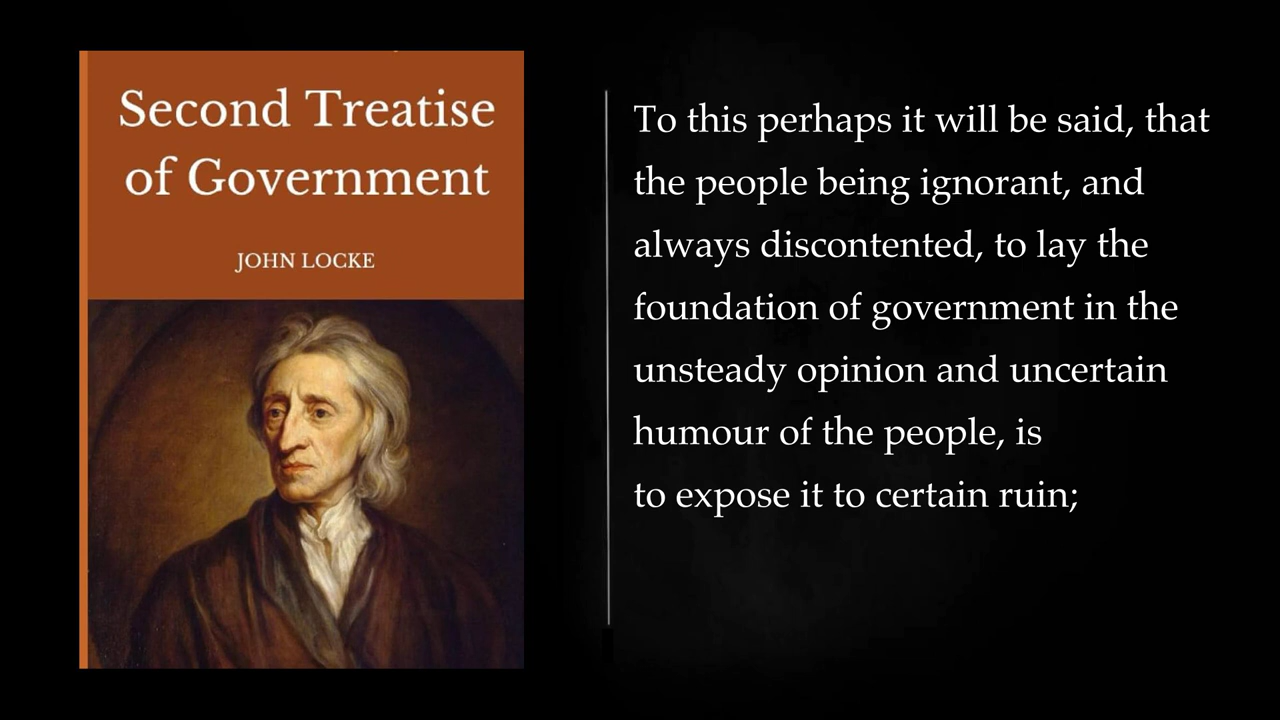 Second Treatise
of Government
JOHN LOCKE
To this perhaps it will be said, that
the people being ignorant, and
always discontented, to lay the
foundation of government in the
unsteady opinion and uncertain
humour of the people, is
to expose it to certain ruin;